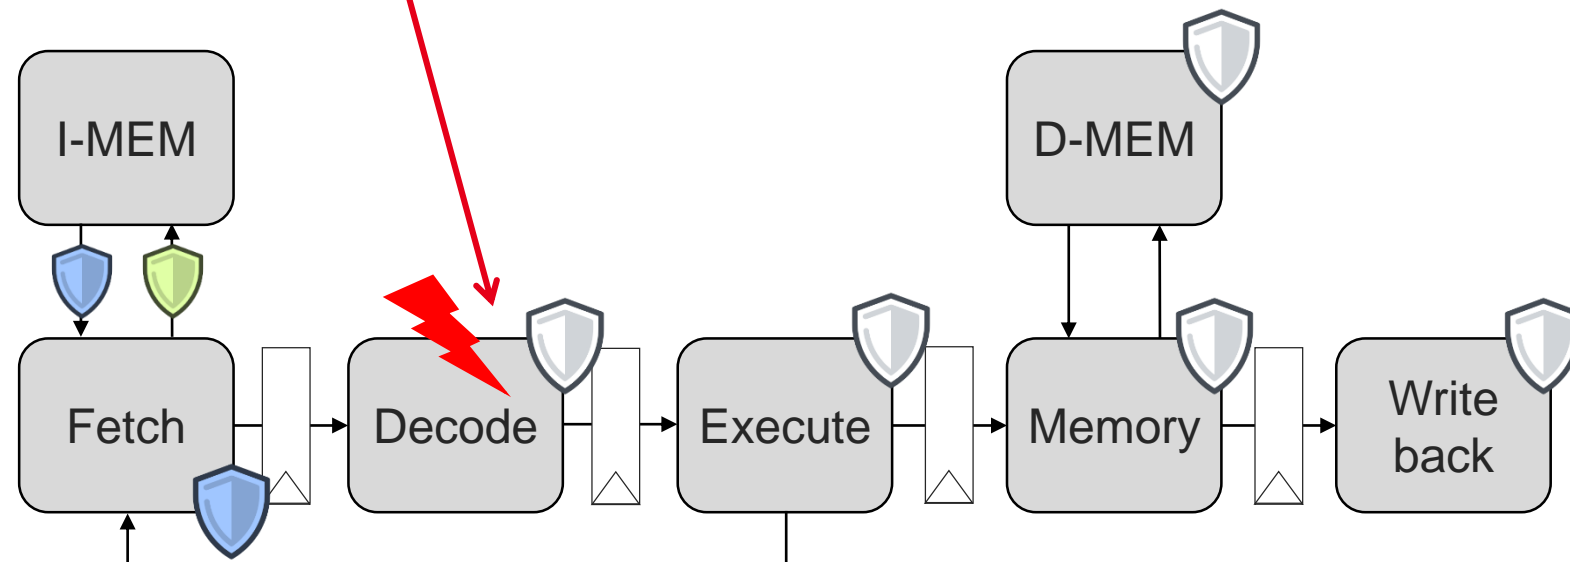 I-MEM
D-MEM
Fetch
Decode
Execute
Memory
Write
back